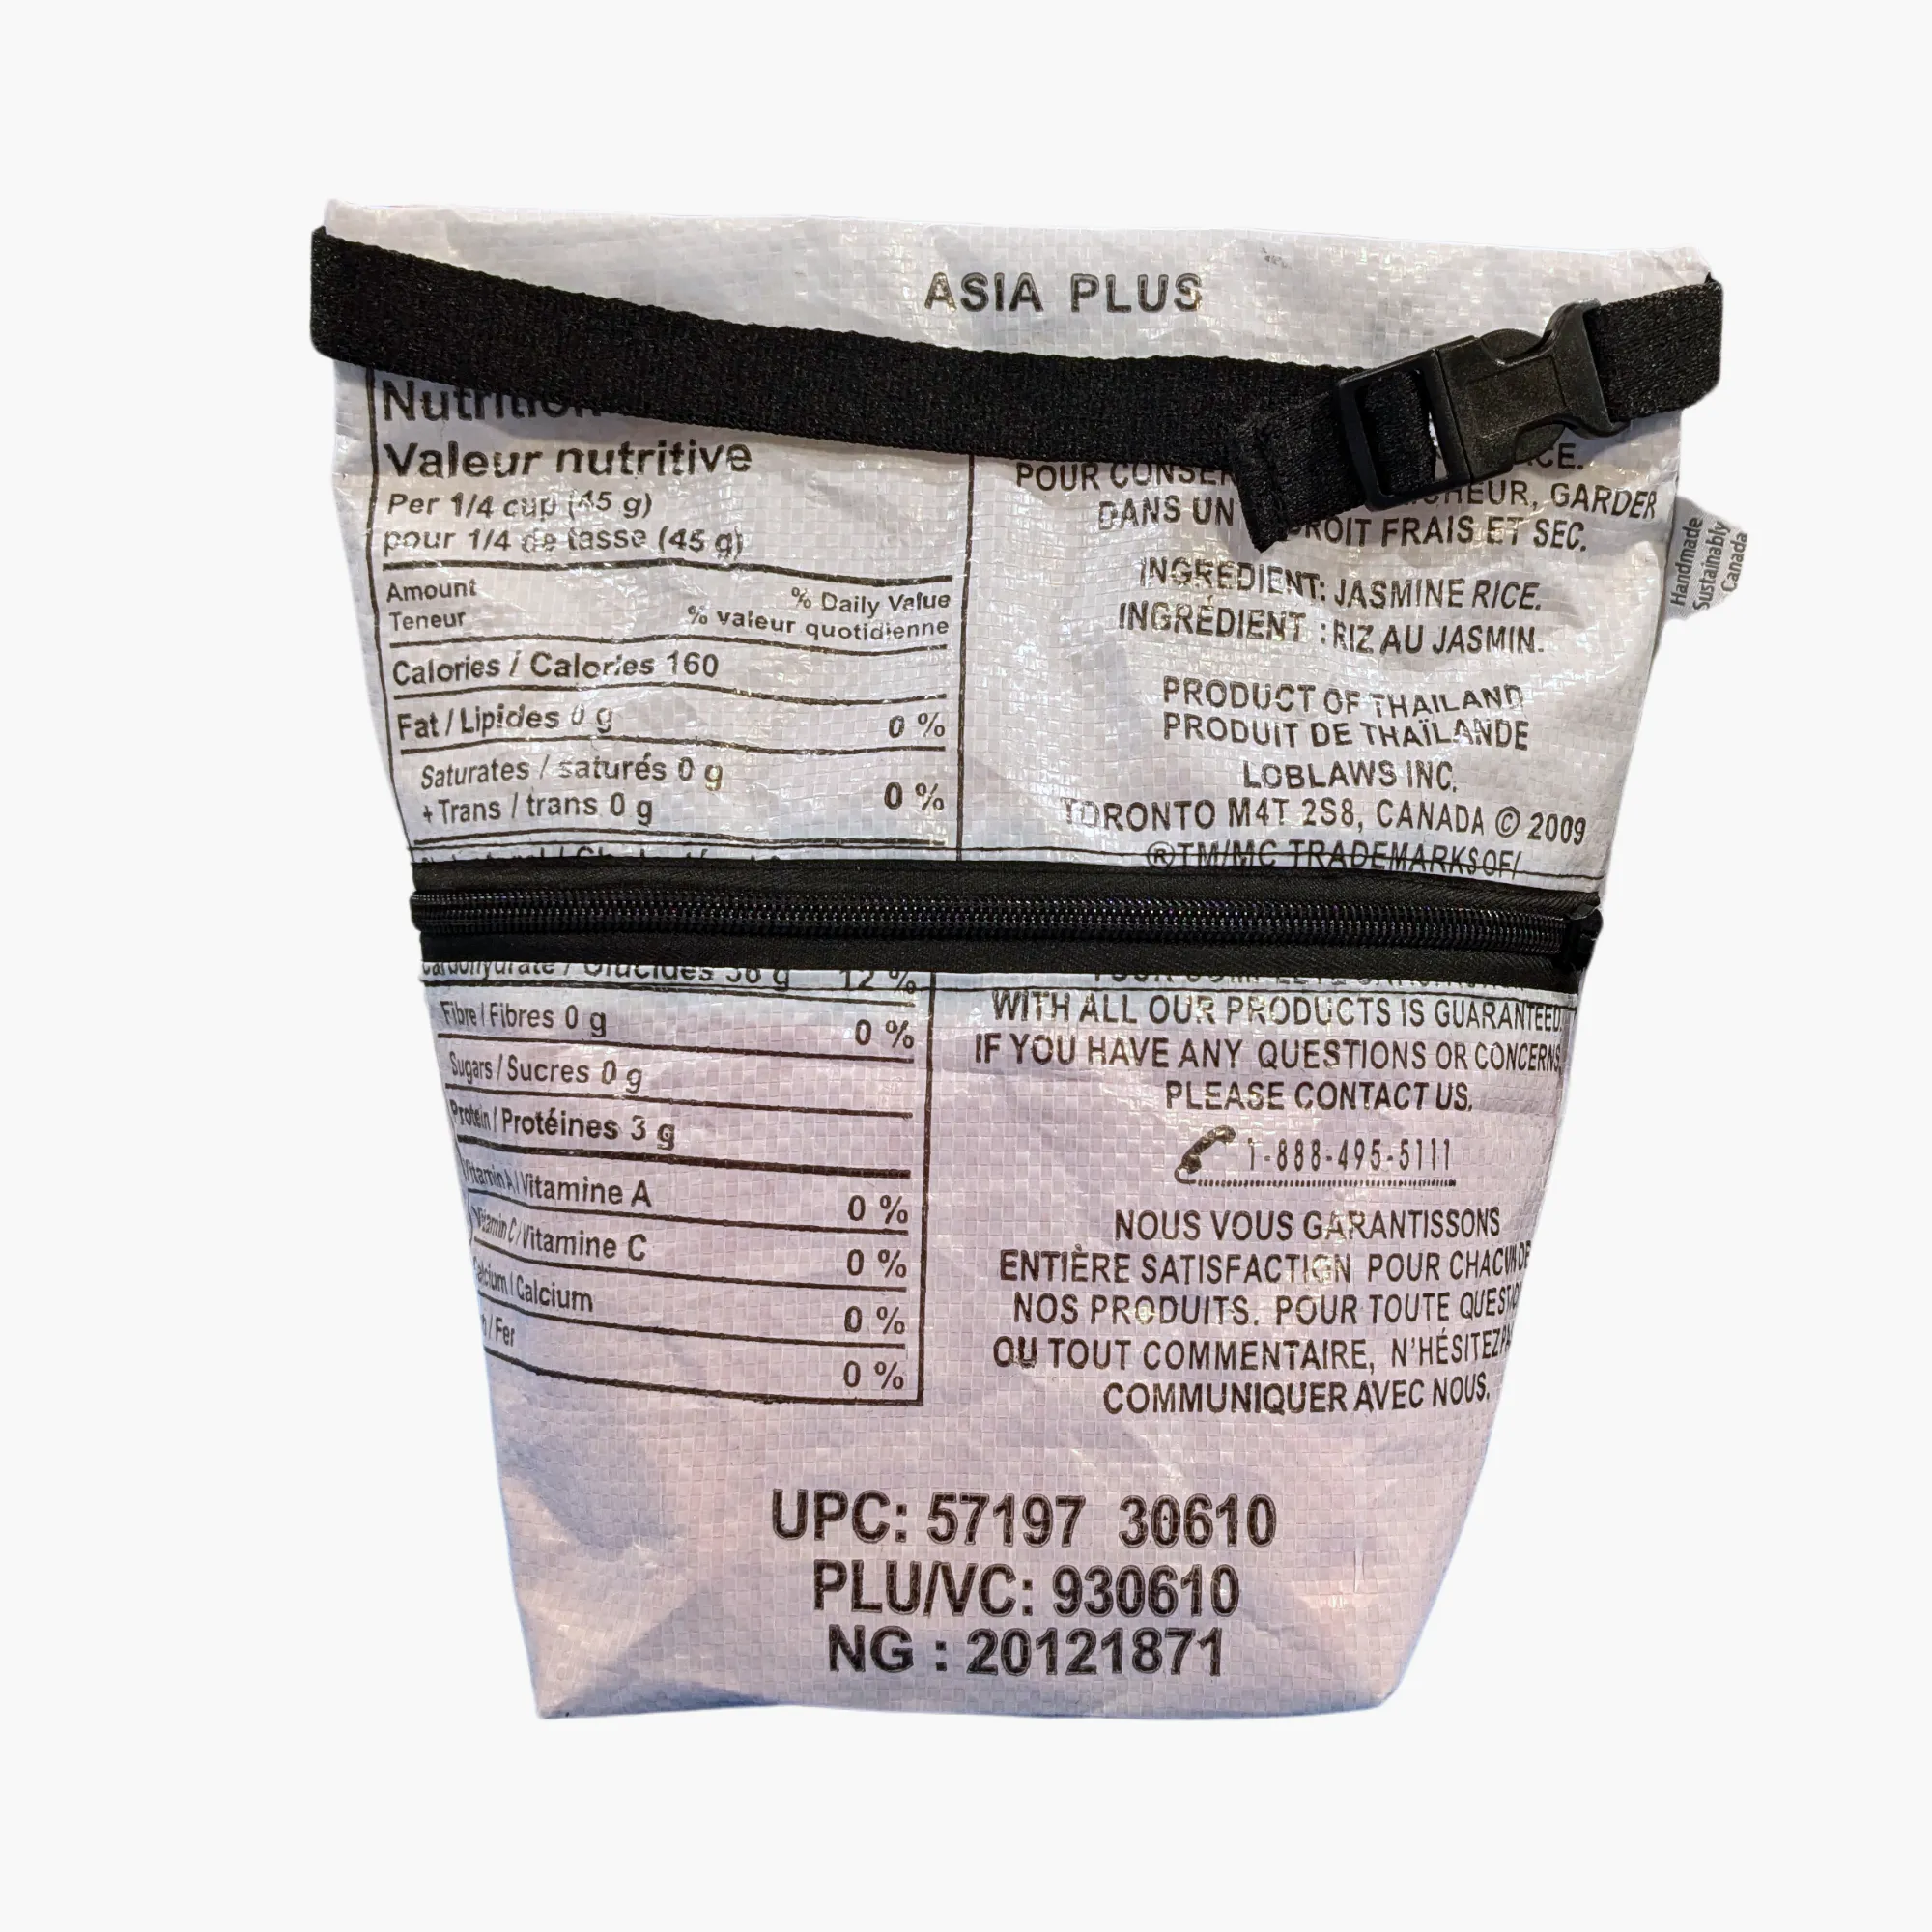 ASIA PLUS
Nutrition
Valeur nutritive
Per 1/4 cup (45 g)
pour 1/4 de tasse (45 g)
Amount
Teneur
% Daily Value
% valeur quotidienne
Calories / Calories 160
Fat / Lipides 0 g 0 %
Saturates / saturés 0 g
+ Trans / trans 0 g 0 %
Carbohydrate / Glucides 36 g 12 %
Fibre / Fibres 0 g 0 %
Sugars / Sucres 0 g
Protein / Protéines 3 g
Vitamin A / Vitamine A 0 %
Vitamin C / Vitamine C 0 %
Calcium / Calcium 0 %
/ Fer 0 %
POUR
DANS UN FRAIS ET SEC.
GARDER
INGREDIENT: JASMINE RICE.
INGRÉDIENT : RIZ AU JASMIN.
PRODUCT OF THAILAND
PRODUIT DE THAÏLANDE
LOBLAWS INC.
TORONTO M4T 2S8, CANADA © 2009
®TM/MC TRADEMARKS OF/
WITH ALL OUR PRODUCTS IS GUARANTEED.
IF YOU HAVE ANY QUESTIONS OR CONCERNS
PLEASE CONTACT US.
1-888-495-5111
NOUS VOUS GARANTISSONS
ENTIÈRE SATISFACTION POUR CHACUN DE
NOS PRODUITS. POUR TOUTE
OU TOUT COMMENTAIRE, N'HÉSITEZ
COMMUNIQUER AVEC NOUS.
UPC: 57197 30610
PLU/VC: 930610
NG : 20121871
Handmade
Sustainably
Canada